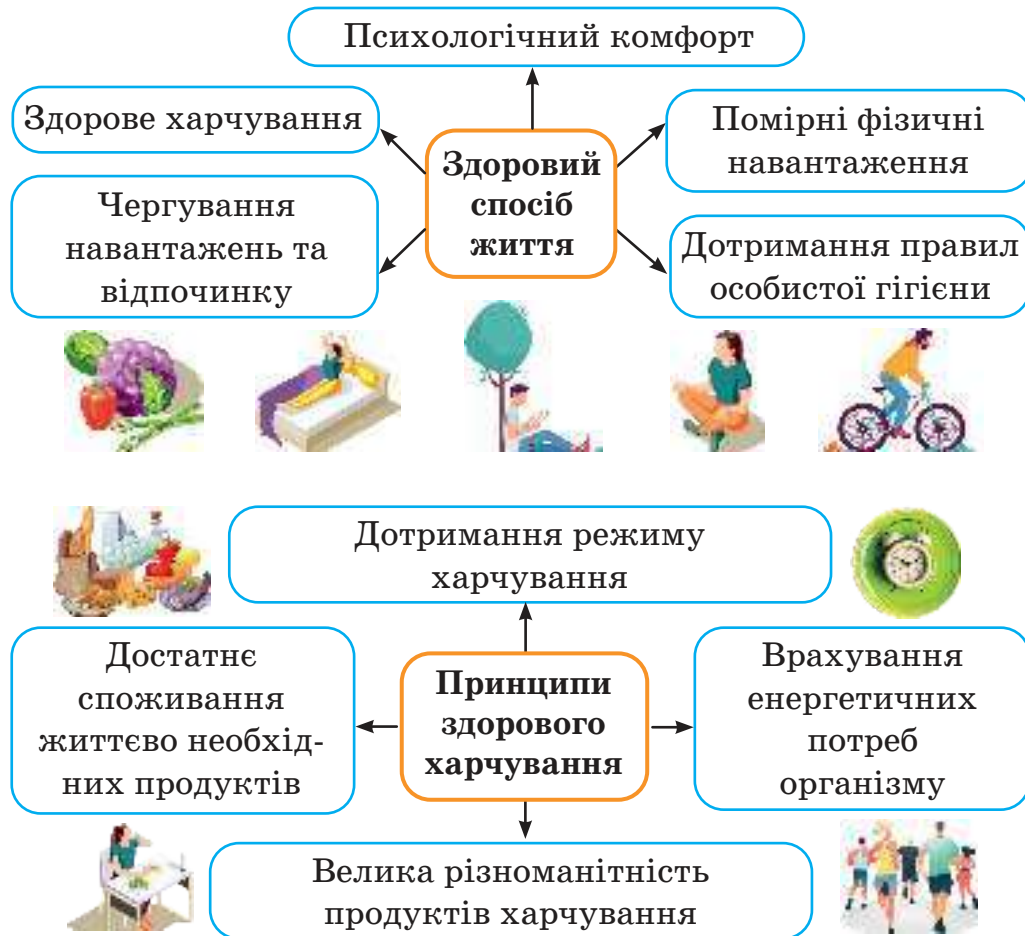 Психологічний комфорт
Здорове харчування
Помірні фізичні
навантаження
Здоровий
спосіб
життя
Чергування
навантажень та
відпочинку
Дотримання правил
особистої гігієни
Дотримання режиму
харчування
Достатнє
споживання
життєво необхід-
них продуктів
Принципи
здорового
харчування
Врахування
енергетичних
потреб
організму
Велика різноманітність
продуктів харчування